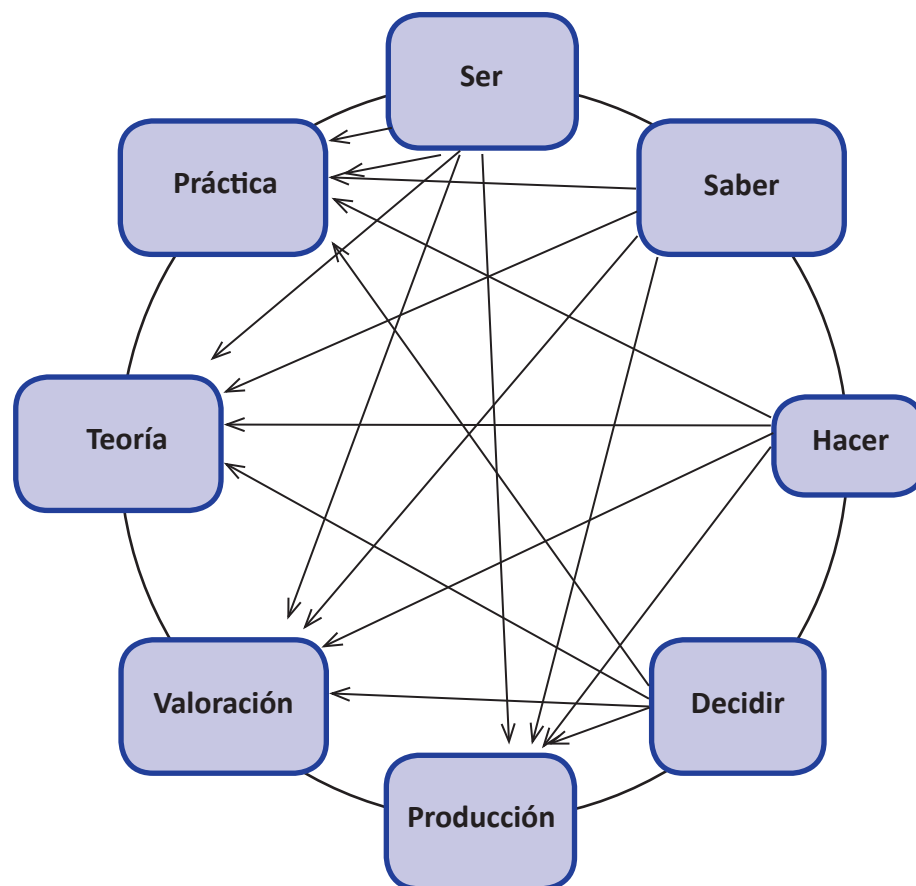 Ser
Práctica
Saber
Teoría
Hacer
Valoración
Decidir
Producción